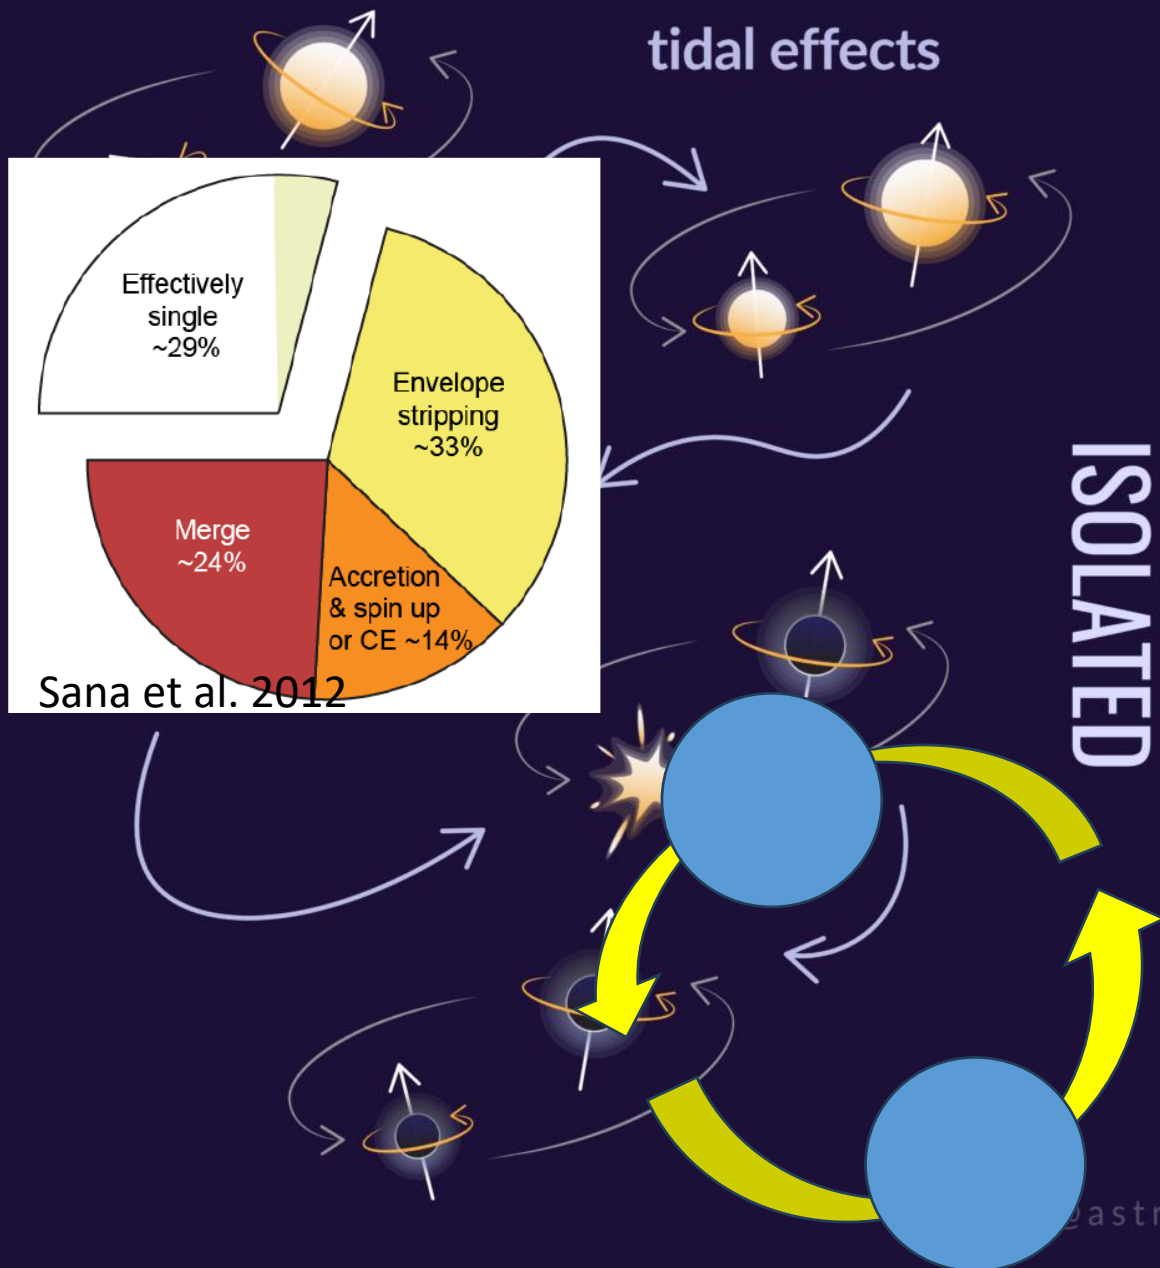 tidal effects
Effectively
single
~29%
Envelope
stripping
~33%
Merge
~24%
Accretion
& spin up
or CE ~14%
Sana et al. 2012
ISOLATED
@astr